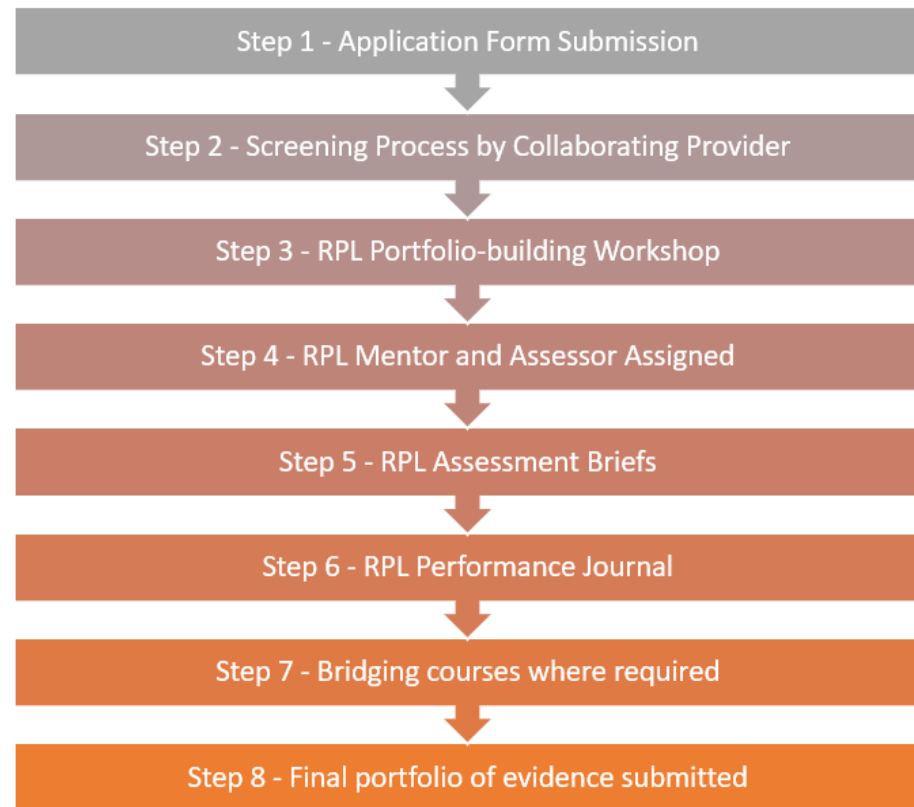 Step 1 - Application Form Submission
Step 2 - Screening Process by Collaborating Provider
Step 3 - RPL Portfolio-building Workshop
Step 4 - RPL Mentor and Assessor Assigned
Step 5 - RPL Assessment Briefs
Step 6 - RPL Performance Journal
Step 7 - Bridging courses where required
Step 8 - Final portfolio of evidence submitted